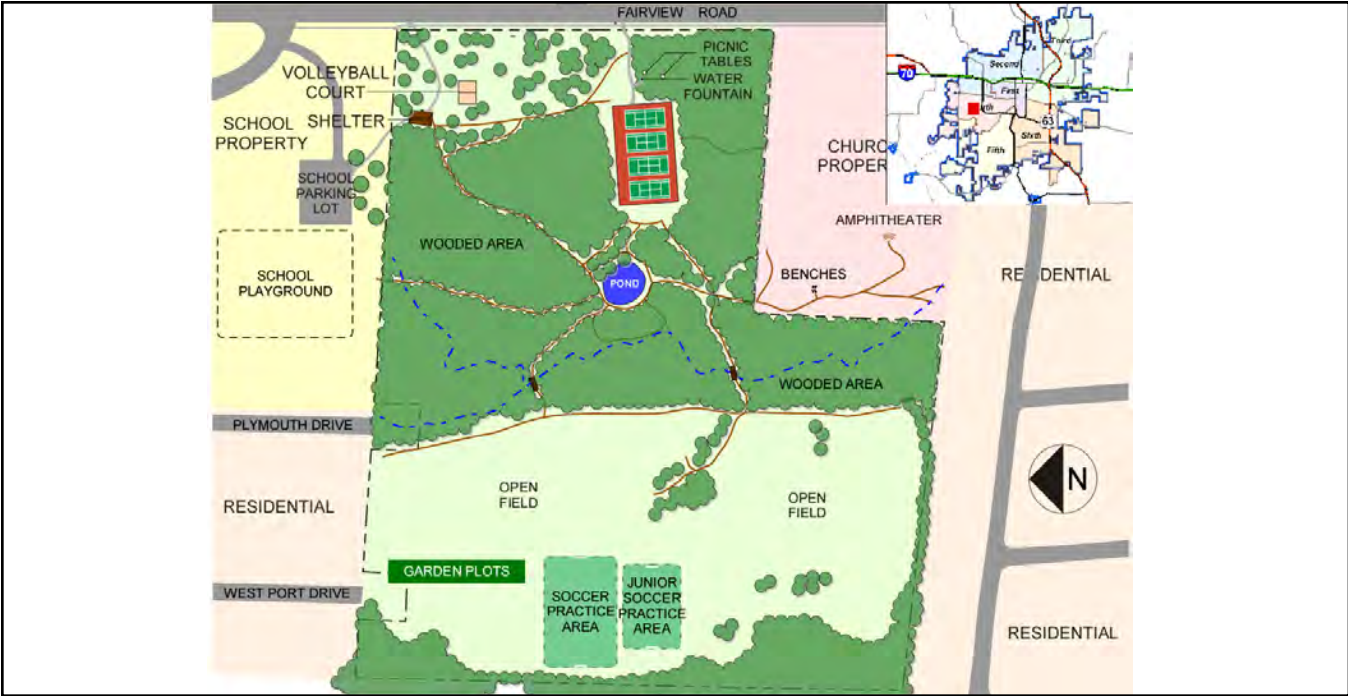 FAIRVIEW ROAD
PICNIC
TABLES
WATER
FOUNTAIN
VOLLEYBALL
COURT
SHELTER
SCHOOL
PROPERTY
SCHOOL
PARKING
LOT
CHURC
PROPER
70
Second
Third
First
63
Sixth
Fifth
AMPHITHEATER
WOODED AREA
BENCHES
SCHOOL
PLAYGROUND
POND
RESIDENTIAL
WOODED AREA
PLYMOUTH DRIVE
N
OPEN
FIELD
OPEN
FIELD
RESIDENTIAL
GARDEN PLOTS
WEST PORT DRIVE
SOCCER
PRACTICE
AREA
JUNIOR
SOCCER
PRACTICE
AREA
RESIDENTIAL